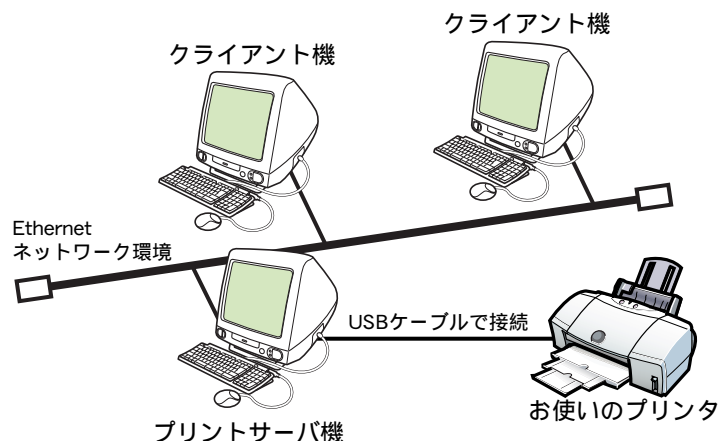 クライアント機
クライアント機
Ethernet
ネットワーク環境
USBケーブルで接続
お使いのプリンタ
プリントサーバ機